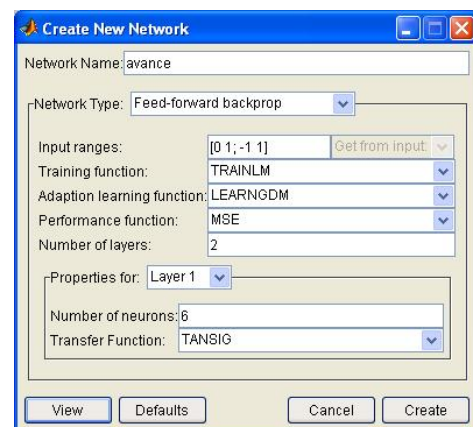 Create New Network
Network Name: avance
Network Type: Feed-forward backprop
Input ranges: [0 1; -1 1] Get from input:
Training function: TRAINLM
Adaption learning function: LEARNGDM
Performance function: MSE
Number of layers: 2
Properties for: Layer 1
Number of neurons: 6
Transfer Function: TANSIG
View Defaults Cancel Create